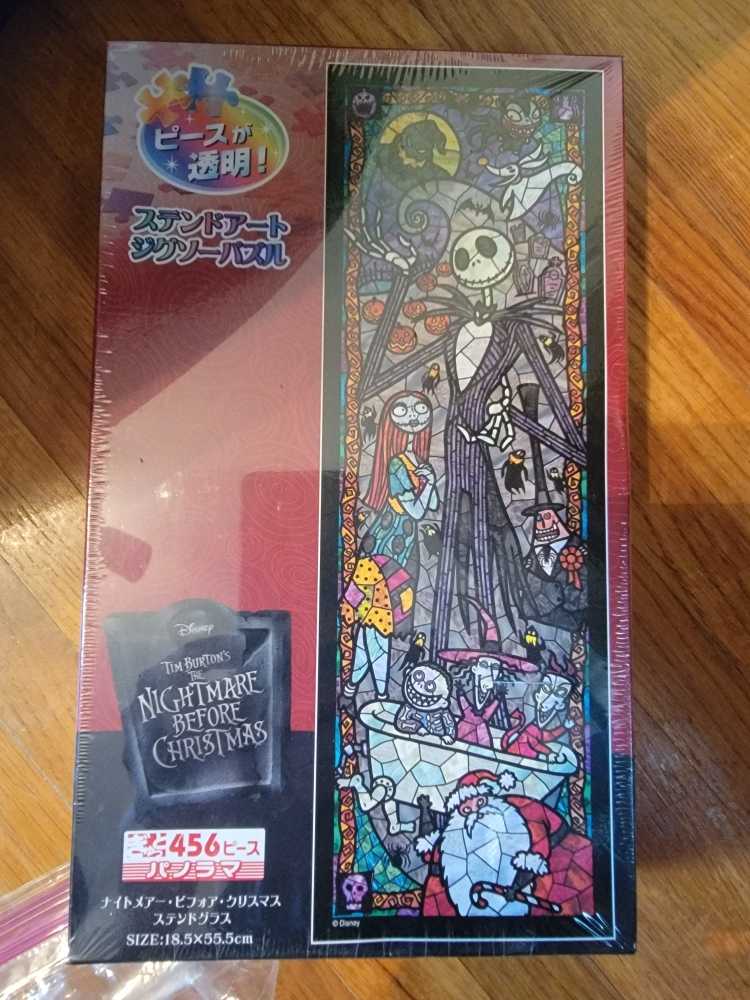 ピースが
透明!
ステンドアート
ジグソーパズル
Disney
TIM BURTON'S
THE
NIGHTMARE
BEFORE
CHRISTMAS
456ピース
パノラマ
ナイトメアー・ビフォア・クリスマス
ステンドグラス
SIZE:18.5×55.5cm
© Disney